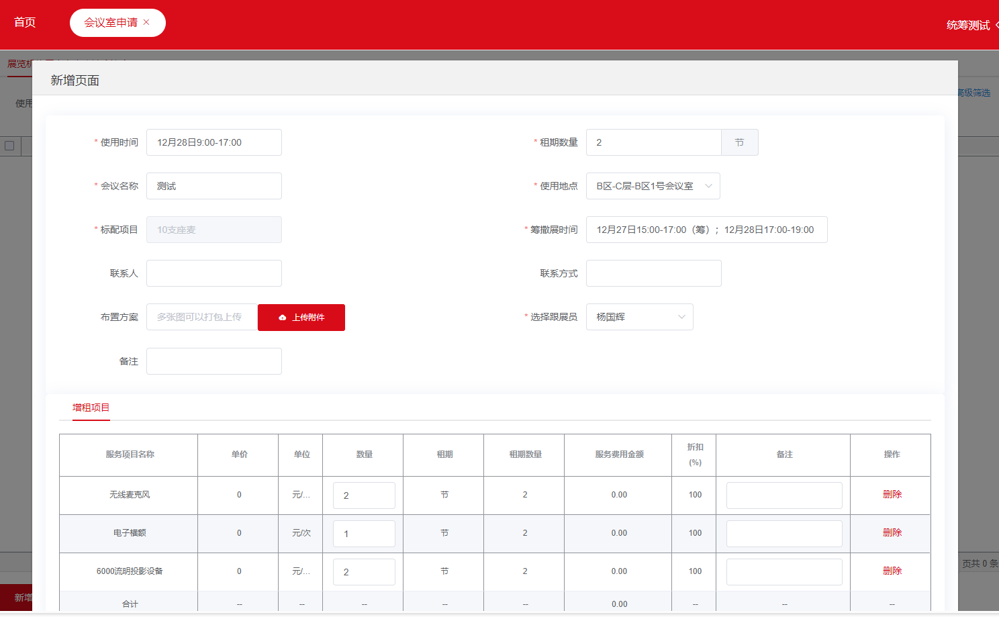 首页
会议室申请 ×
统筹测试
展览
新增页面
使用
高级筛选
* 使用时间 12月28日9:00-17:00 * 租期数量 2 节
* 会议名称 测试 * 使用地点 B区-C层-B区1号会议室
* 标配项目 10支座麦 * 筹撤展时间 12月27日15:00-17:00（筹）；12月28日17:00-19:00
联系人 联系方式
布置方案 多张图可以打包上传 上传附件 * 选择跟展员 杨国辉
备注
增租项目
服务项目名称 单价 单位 数量 租期 租期数量 服务费用金额 折扣(%) 备注 操作
无线麦克风 0 元/... 2 节 2 0.00 100 删除
电子横额 0 元/次 1 节 2 0.00 100 删除
6000流明投影设备 0 元/... 2 节 2 0.00 100 删除
合计 -- -- -- -- -- 0.00 -- -- --
页共 0 条
新增